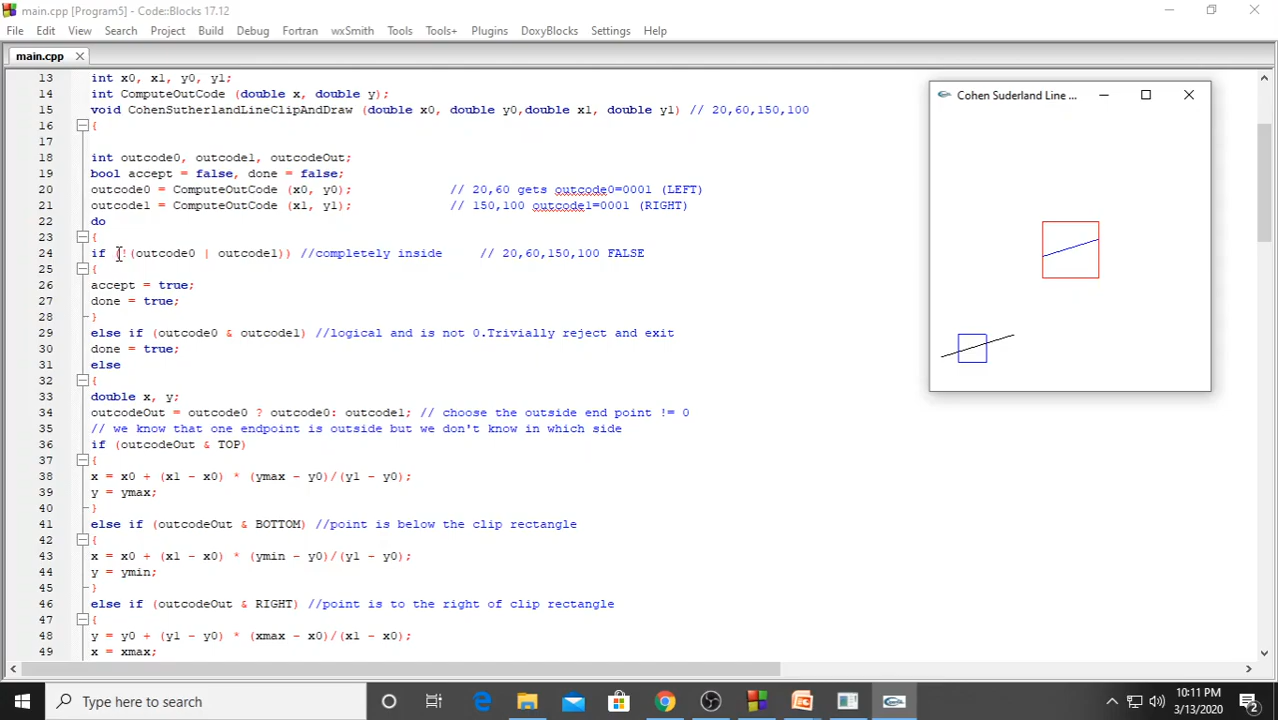 main.cpp [Program5] - Code::Blocks 17.12
File Edit View Search Project Build Debug Fortran wxSmith Tools Tools+ Plugins DoxyBlocks Settings Help
main.cpp
13 int x0, x1, y0, y1;
14 int ComputeOutCode (double x, double y);
15 void CohenSutherlandLineClipAndDraw (double x0, double y0,double x1, double y1) // 20,60,150,100
16 {
17
18 int outcode0, outcode1, outcodeOut;
19 bool accept = false, done = false;
20 outcode0 = ComputeOutCode (x0, y0); // 20,60 gets outcode0=0001 (LEFT)
21 outcode1 = ComputeOutCode (x1, y1); // 150,100 outcode1=0001 (RIGHT)
22 do
23 {
24 if (!(outcode0 | outcode1)) //completely inside // 20,60,150,100 FALSE
25 {
26 accept = true;
27 done = true;
28 }
29 else if (outcode0 & outcode1) //logical and is not 0.Trivially reject and exit
30 done = true;
31 else
32 {
33 double x, y;
34 outcodeOut = outcode0 ? outcode0: outcode1; // choose the outside end point != 0
35 // we know that one endpoint is outside but we don't know in which side
36 if (outcodeOut & TOP)
37 {
38 x = x0 + (x1 - x0) * (ymax - y0)/(y1 - y0);
39 y = ymax;
40 }
41 else if (outcodeOut & BOTTOM) //point is below the clip rectangle
42 {
43 x = x0 + (x1 - x0) * (ymin - y0)/(y1 - y0);
44 y = ymin;
45 }
46 else if (outcodeOut & RIGHT) //point is to the right of clip rectangle
47 {
48 y = y0 + (y1 - y0) * (xmax - x0)/(x1 - x0);
49 x = xmax;
Cohen Suderland Line ...
Type here to search
10:11 PM
3/13/2020
2